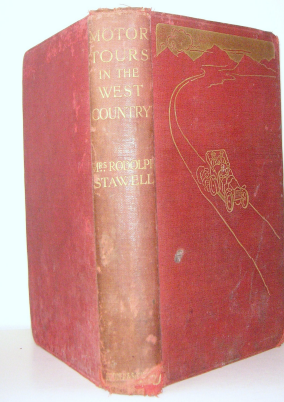 MOTOR
TOURS
IN THE
WEST
COUNTRY
MRS RODOLPH
STAWELL